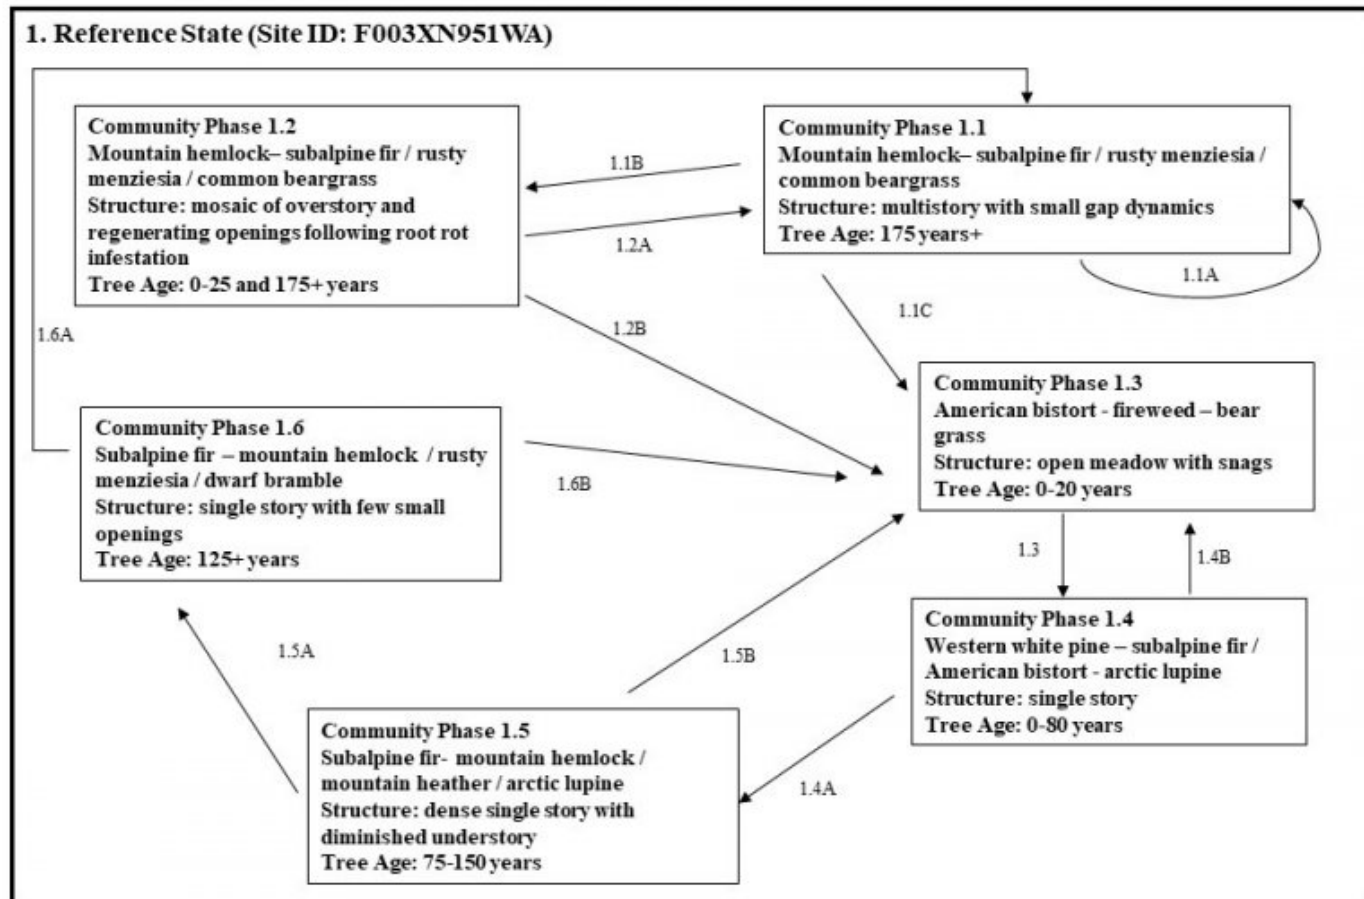 1. Reference State (Site ID: F003XN951WA)
Community Phase 1.2
Mountain hemlock– subalpine fir / rusty
menziesia / common beargrass
Structure: mosaic of overstory and
regenerating openings following root rot
infestation
Tree Age: 0-25 and 175+ years
1.1B
1.2A
Community Phase 1.1
Mountain hemlock– subalpine fir / rusty menziesia /
common beargrass
Structure: multistory with small gap dynamics
Tree Age: 175 years+
1.1A
1.6A
1.2B
1.1C
Community Phase 1.3
American bistort - fireweed – bear
grass
Structure: open meadow with snags
Tree Age: 0-20 years
Community Phase 1.6
Subalpine fir – mountain hemlock / rusty
menziesia / dwarf bramble
Structure: single story with few small
openings
Tree Age: 125+ years
1.6B
1.3
1.4B
Community Phase 1.4
Western white pine – subalpine fir /
American bistort - arctic lupine
Structure: single story
Tree Age: 0-80 years
1.5A
1.5B
1.4A
Community Phase 1.5
Subalpine fir- mountain hemlock /
mountain heather / arctic lupine
Structure: dense single story with
diminished understory
Tree Age: 75-150 years